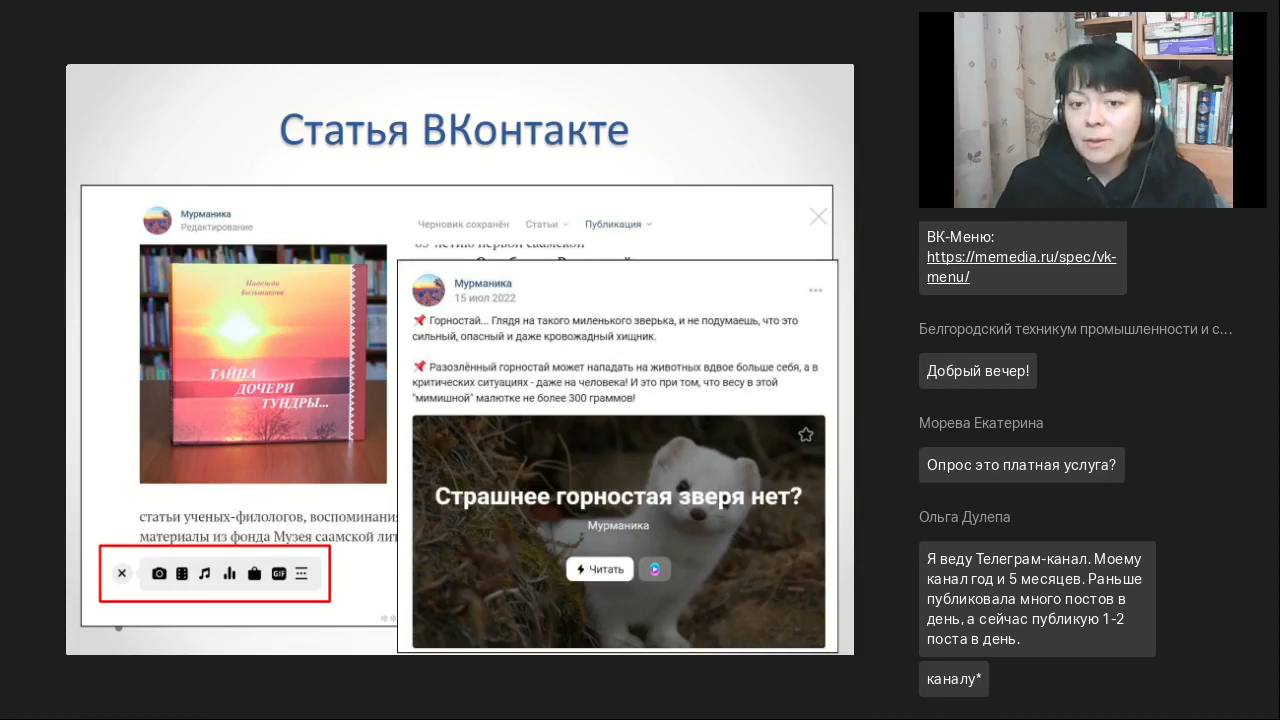 Статья ВКонтакте
Мурманика
Редактирование
Черновик сохранён Статьи Публикация
85-летию первой саамской
Надежда
Большакова
ТАЙНА
ДОЧЕРИ
ТУНДРЫ...
статьи ученых-филологов, воспоминания
материалы из фонда Музея саамской лит
GIF
Мурманика
15 июл 2022
Горностай... Глядя на такого миленького зверька, и не подумаешь, что это
сильный, опасный и даже кровожадный хищник.
Разозлённый горностай может нападать на животных вдвое больше себя, а в
критических ситуациях - даже на человека! И это при том, что весу в этой
"мимишной" малютке не более 300 граммов!
Страшнее горностая зверя нет?
Мурманика
Читать
ВК-Меню:
https://memedia.ru/spec/vk-
menu/
Белгородский техникум промышленности и с...
Добрый вечер!
Морева Екатерина
Опрос это платная услуга?
Ольга Дулепа
Я веду Телеграм-канал. Моему
канал год и 5 месяцев. Раньше
публиковала много постов в
день, а сейчас публикую 1-2
поста в день.
каналу*